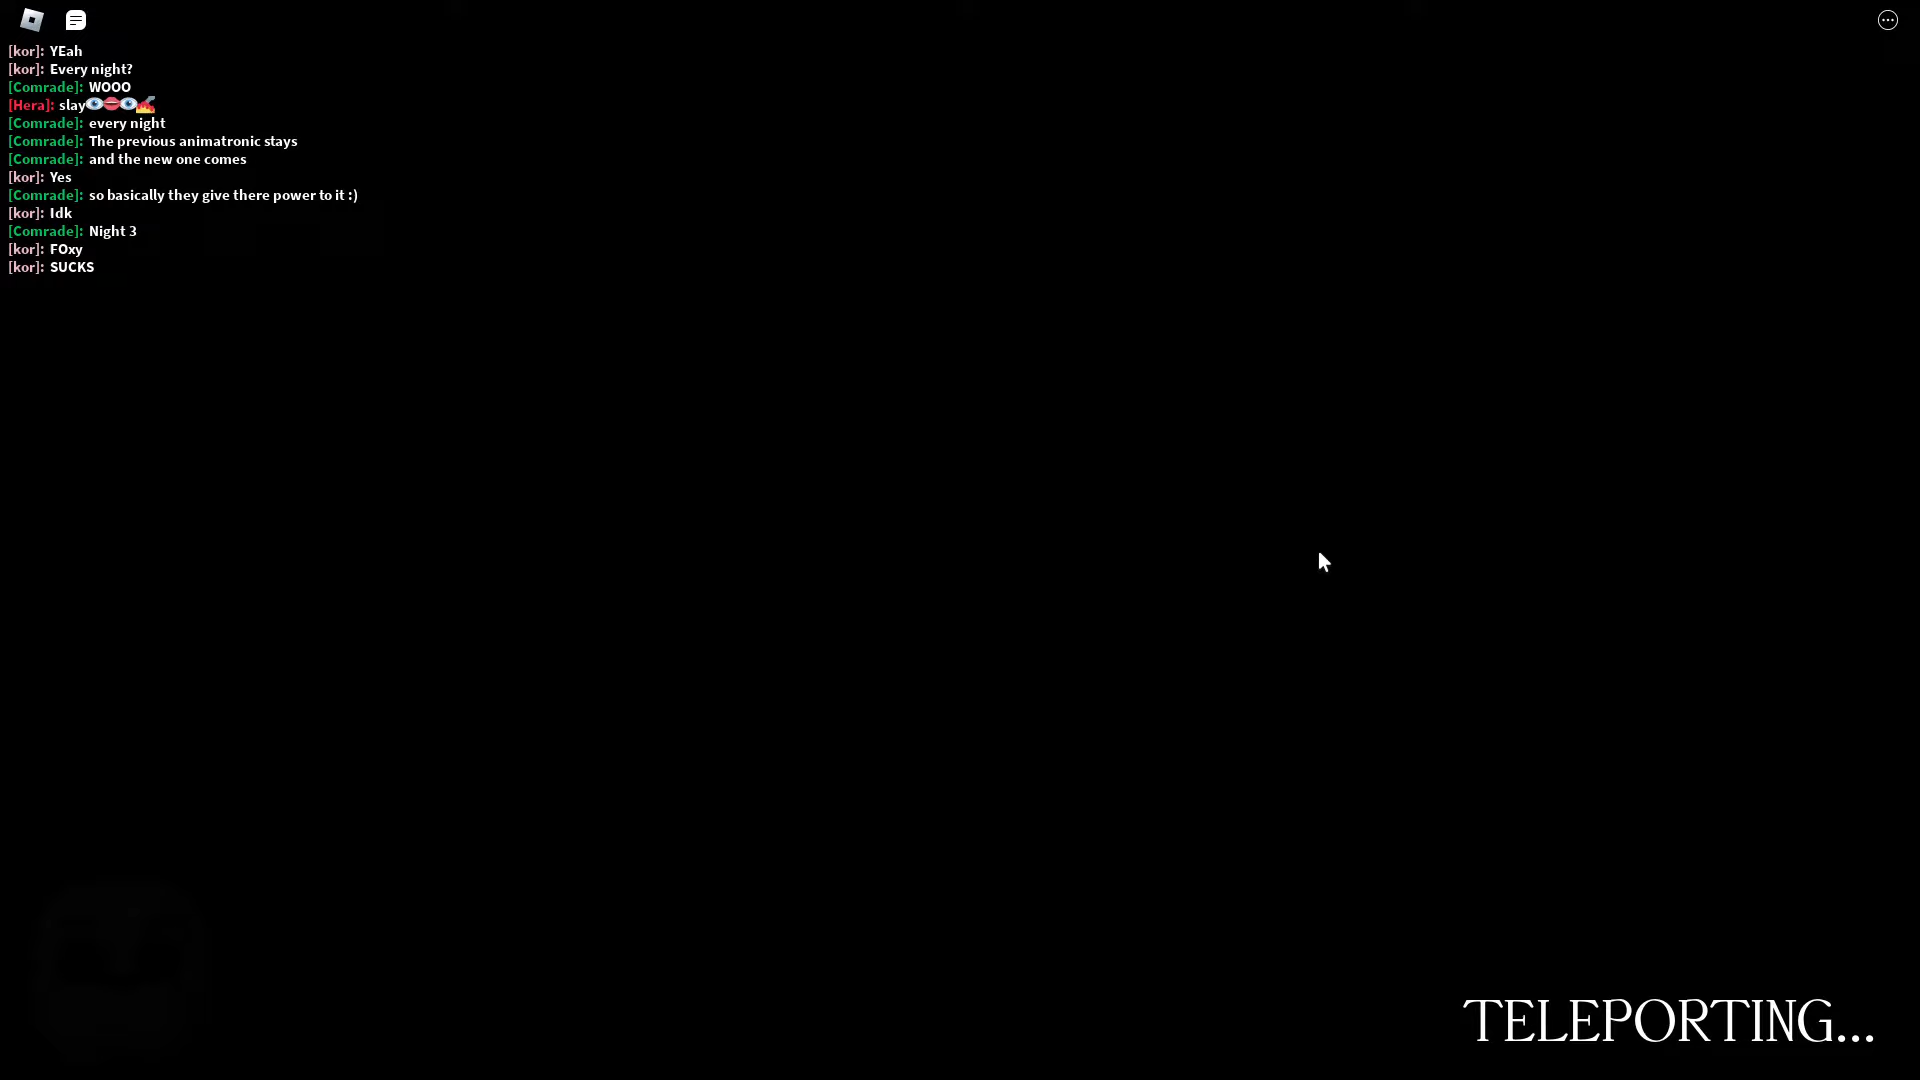 [kor]: YEah
[kor]: Every night?
[Comrade]: WOOO
[Hera]: slay👁️👄👁️💅
[Comrade]: every night
[Comrade]: The previous animatronic stays
[Comrade]: and the new one comes
[kor]: Yes
[Comrade]: so basically they give there power to it :)
[kor]: Idk
[Comrade]: Night 3
[kor]: FOxy
[kor]: SUCKS
TELEPORTING...